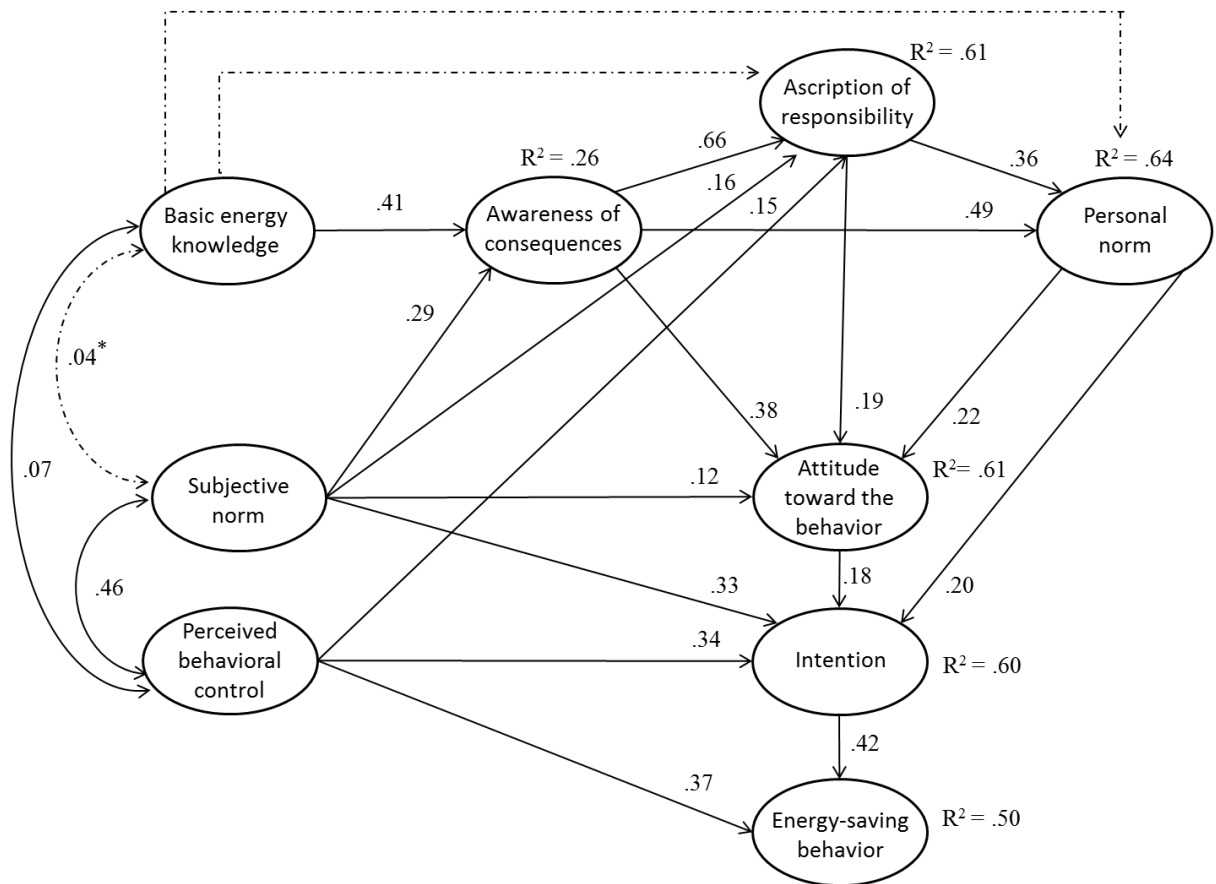 R² = .61
Ascription of
responsibility
.66
.36
R² = .26
R² = .64
.16
.15
Basic energy
knowledge
.41
Awareness of
consequences
.49
Personal
norm
.29
.04*
.38
.19
.22
.07
Subjective
norm
.12
Attitude
toward the
behavior
R²= .61
.46
.33
.18
.20
Perceived
behavioral
control
.34
Intention
R² = .60
.42
.37
Energy-saving
behavior
R² = .50